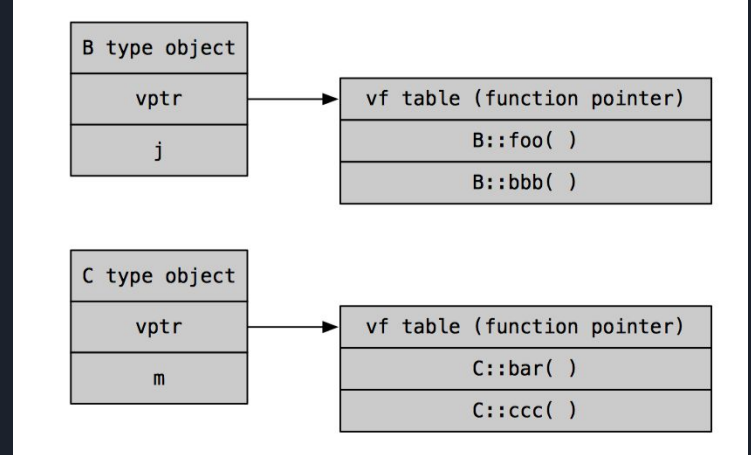 B type object
vptr
j
vf table (function pointer)
B::foo( )
B::bbb( )
C type object
vptr
m
vf table (function pointer)
C::bar( )
C::ccc( )